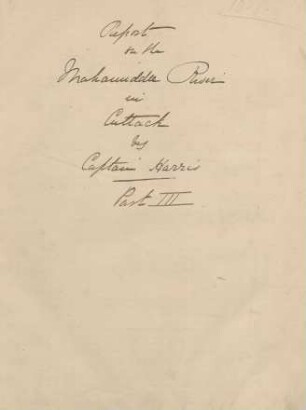 Report
on the
Mahanuddee River
in
Cuttack
by
Captain Harris
Part III